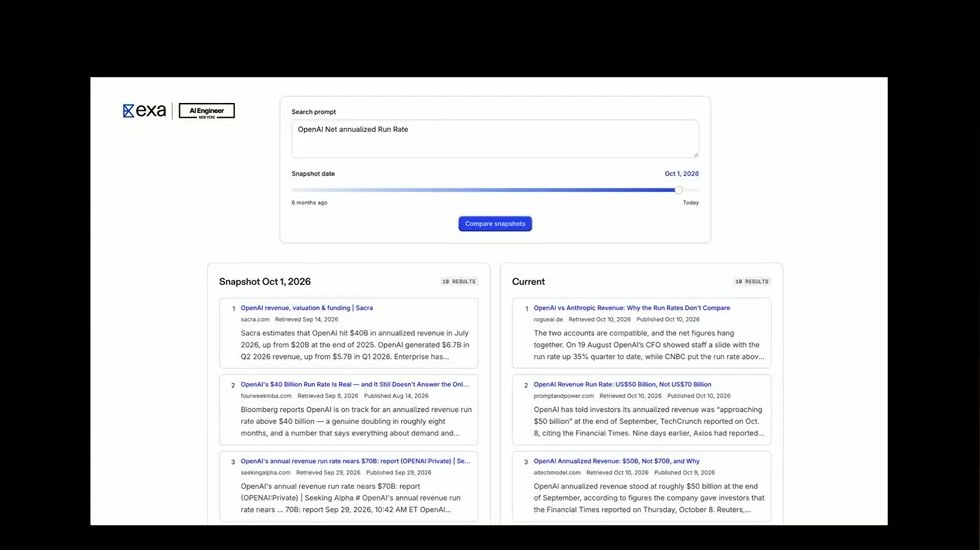 exa
AI Engineer
NEW YORK
Search prompt
OpenAI Net annualized Run Rate
Snapshot date
Oct 1, 2026
6 months ago
Today
Compare snapshots
Snapshot Oct 1, 2026
10 RESULTS
1 OpenAI revenue, valuation & funding | Sacra
sacra.com Retrieved Sep 14, 2026
Sacra estimates that OpenAI hit $40B in annualized revenue in July
2026, up from $20B at the end of 2025. OpenAI generated $6.7B in
Q2 2026 revenue, up from $5.7B in Q1 2026. Enterprise has...
2 OpenAI's $40 Billion Run Rate Is Real — and It Still Doesn't Answer the Onl...
fourweekmba.com Retrieved Sep 8, 2026 Published Aug 14, 2026
Bloomberg reports OpenAI is on track for an annualized revenue run
rate above $40 billion — a genuine doubling in roughly eight
months, and a number that says everything about demand and...
3 OpenAI's annual revenue run rate nears $70B: report (OPENAI:Private) | Se...
seekingalpha.com Retrieved Sep 29, 2026 Published Sep 29, 2026
OpenAI's annual revenue run rate nears $70B: report
(OPENAI:Private) | Seeking Alpha # OpenAI's annual revenue run
rate nears ... 70B: report Sep 29, 2026, 10:42 AM ET OpenAI...
Current
10 RESULTS
1 OpenAI vs Anthropic Revenue: Why the Run Rates Don't Compare
rogueai.de Retrieved Oct 10, 2026 Published Oct 10, 2026
The two accounts are compatible, and the net figures hang
together. On 19 August OpenAI's CFO showed staff a slide with the
run rate up 35% quarter to date, while CNBC put the run rate abov...
2 OpenAI Revenue Run Rate: US$50 Billion, Not US$70 Billion
promptandpower.com Retrieved Oct 10, 2026 Published Oct 10, 2026
OpenAI has told investors its annualized revenue was "approaching
$50 billion" at the end of September, TechCrunch reported on Oct.
8, citing the Financial Times. Nine days earlier, Axios had reported...
3 OpenAI Annualized Revenue: $50B, Not $70B, and Why
aitechmodel.com Retrieved Oct 10, 2026 Published Oct 9, 2026
OpenAI annualized revenue stood at roughly $50 billion at the end
of September, according to figures the company gave investors that
the Financial Times reported on Thursday, October 8. Reuters,...